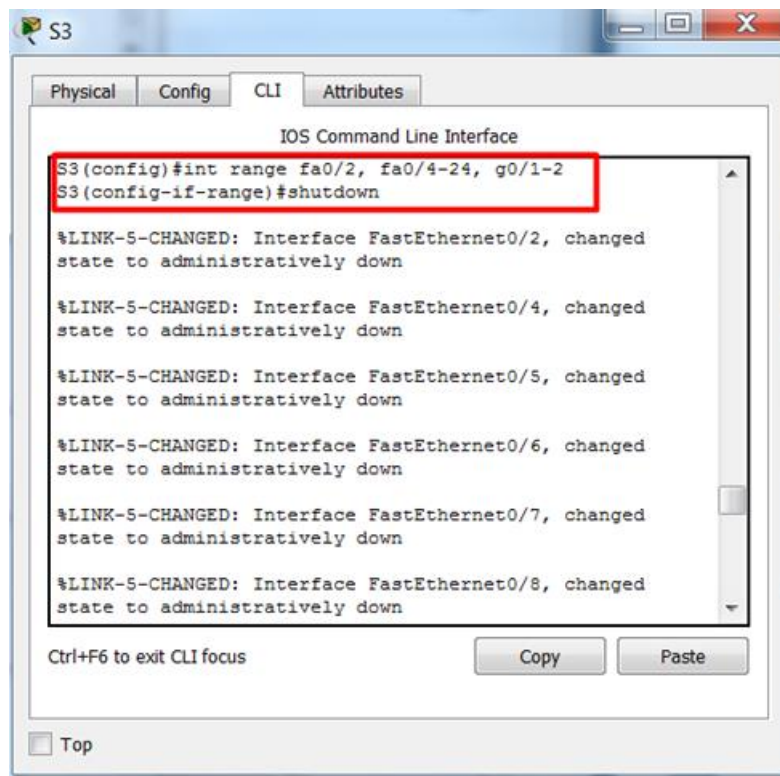 S3
Physical
Config
CLI
Attributes
IOS Command Line Interface
S3(config)#int range fa0/2, fa0/4-24, g0/1-2
S3(config-if-range)#shutdown
%LINK-5-CHANGED: Interface FastEthernet0/2, changed
state to administratively down
%LINK-5-CHANGED: Interface FastEthernet0/4, changed
state to administratively down
%LINK-5-CHANGED: Interface FastEthernet0/5, changed
state to administratively down
%LINK-5-CHANGED: Interface FastEthernet0/6, changed
state to administratively down
%LINK-5-CHANGED: Interface FastEthernet0/7, changed
state to administratively down
%LINK-5-CHANGED: Interface FastEthernet0/8, changed
state to administratively down
Ctrl+F6 to exit CLI focus
Copy
Paste
Top